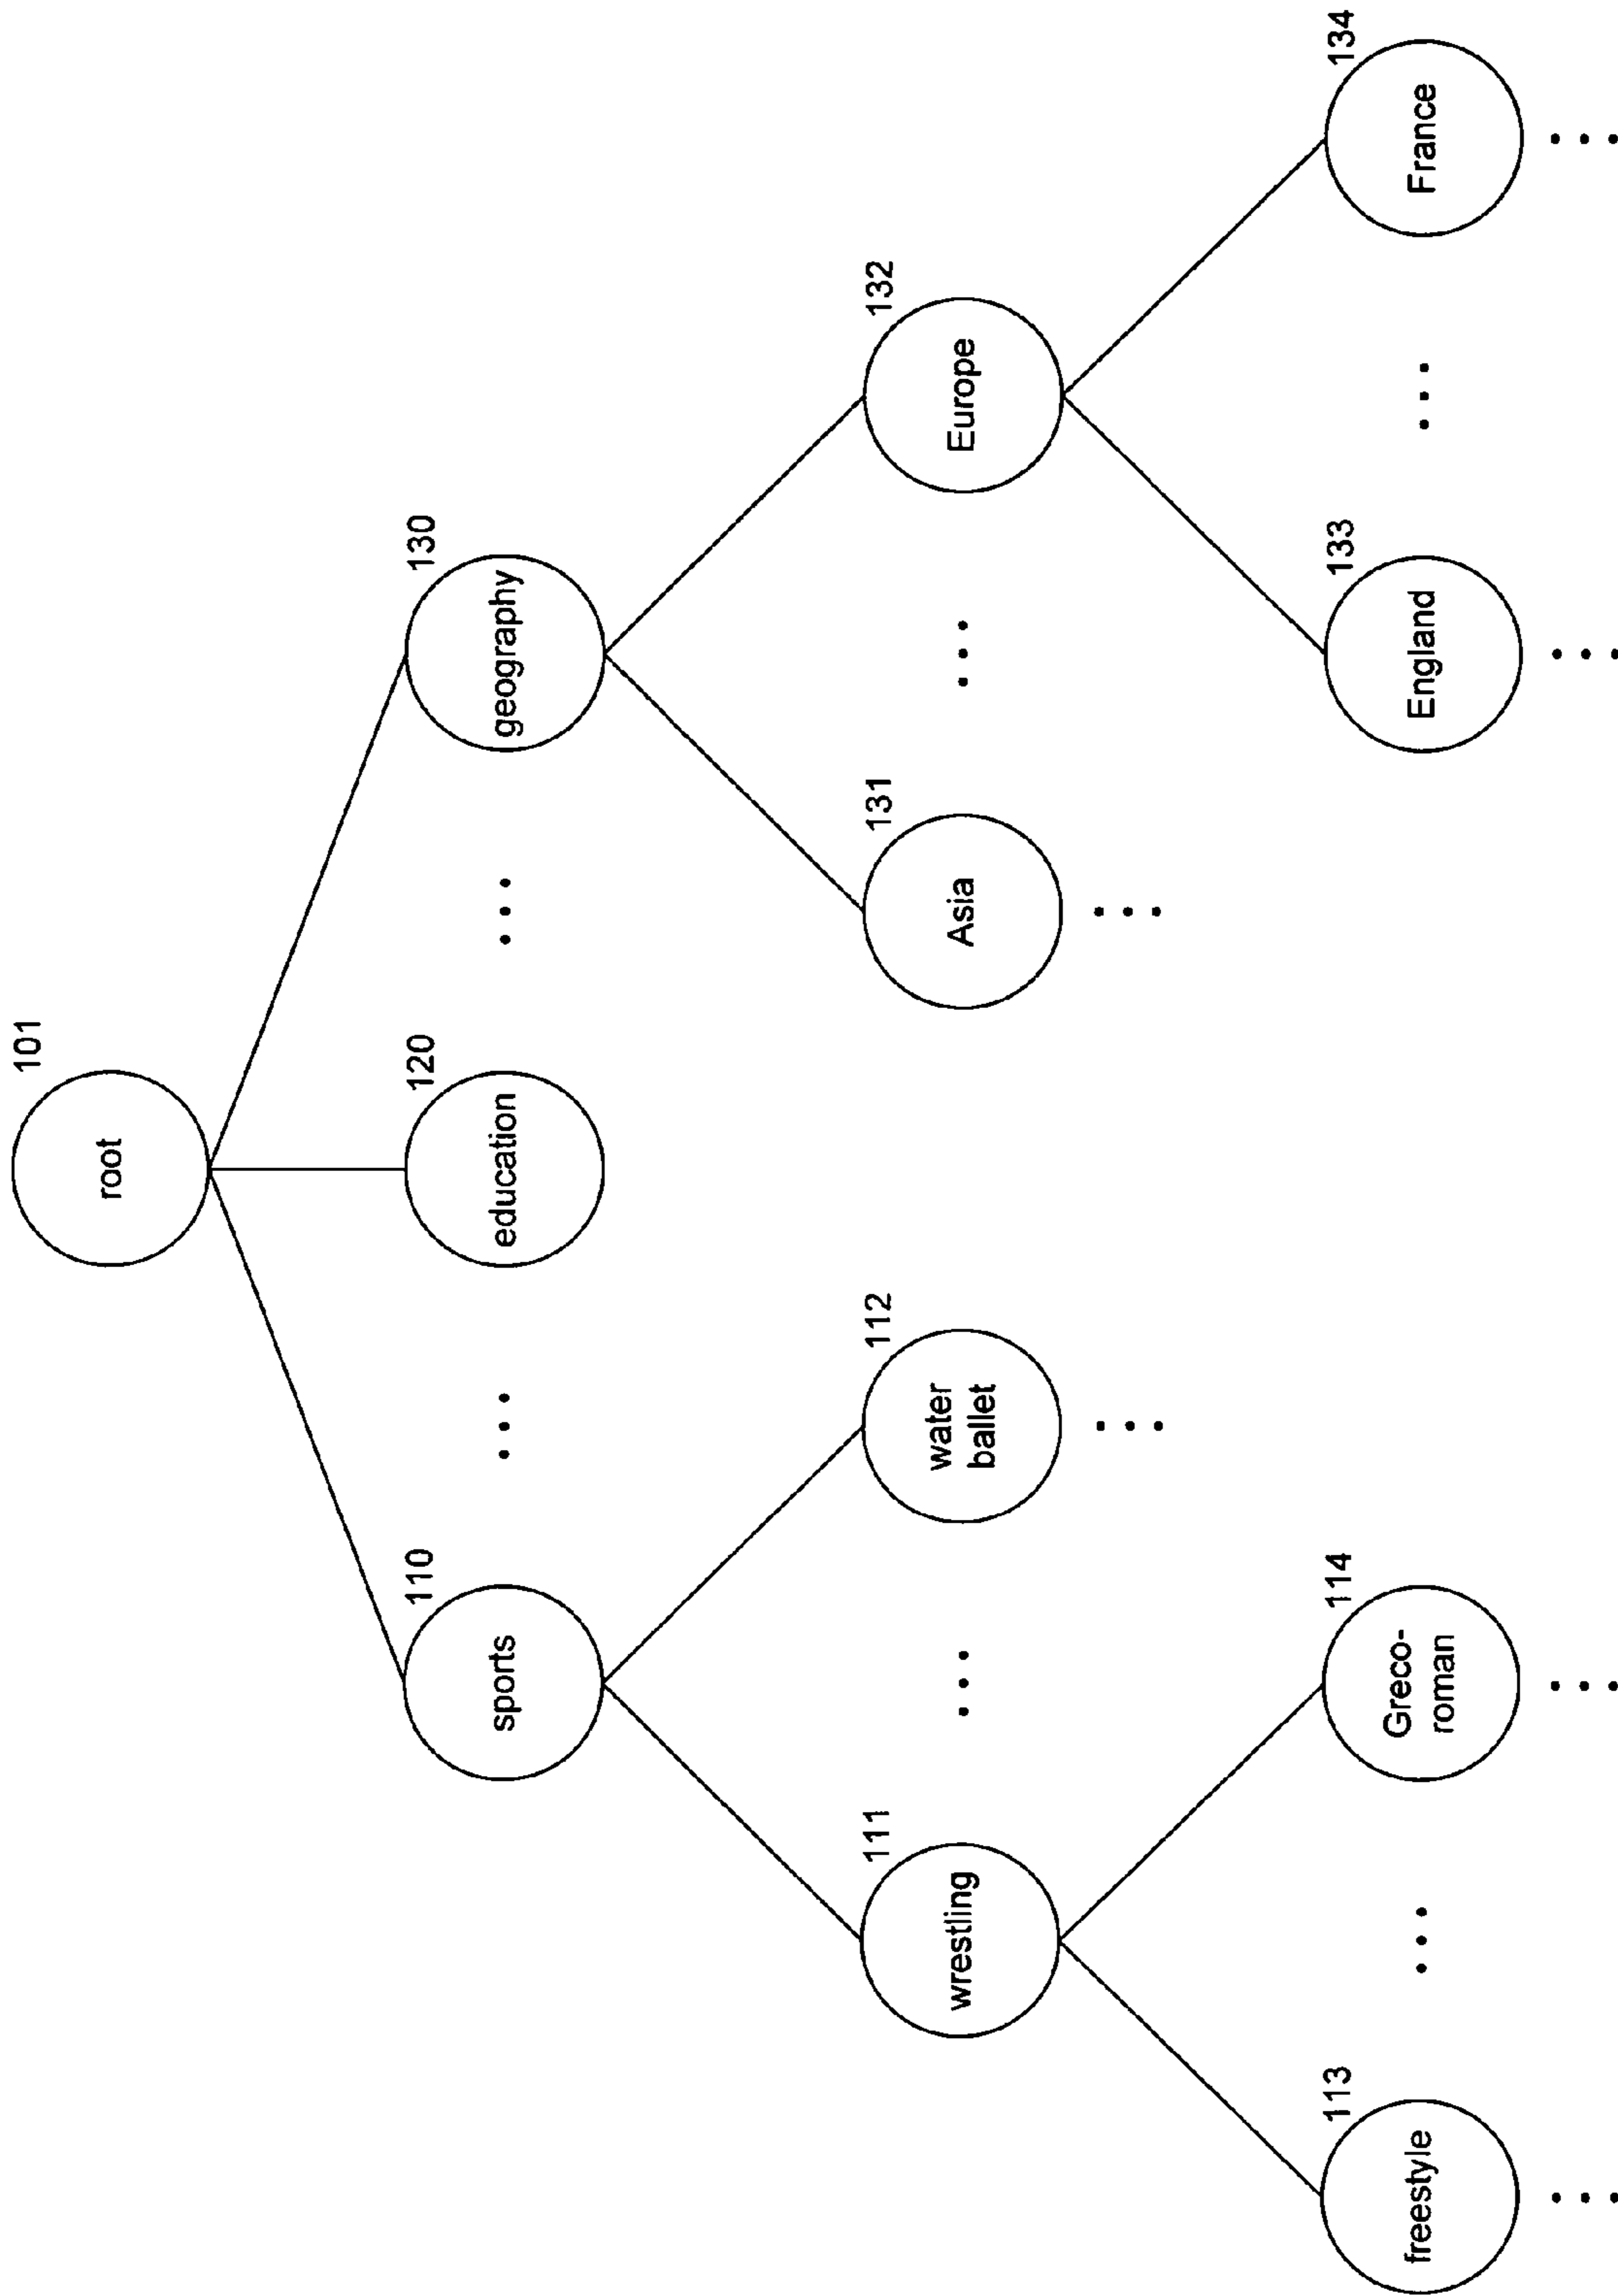 101
root
110
sports
120
education
130
geography
111
wrestling
112
water
ballet
131
Asia
132
Europe
113
freestyle
114
Greco-
roman
133
England
134
France